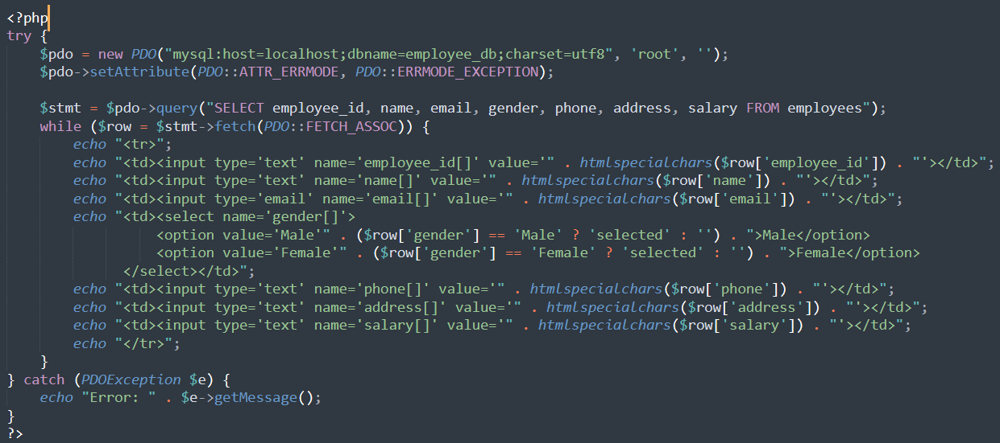 <?php
try {
    $pdo = new PDO("mysql:host=localhost;dbname=employee_db;charset=utf8", 'root', '');
    $pdo->setAttribute(PDO::ATTR_ERRMODE, PDO::ERRMODE_EXCEPTION);

    $stmt = $pdo->query("SELECT employee_id, name, email, gender, phone, address, salary FROM employees");
    while ($row = $stmt->fetch(PDO::FETCH_ASSOC)) {
        echo "<tr>";
        echo "<td><input type='text' name='employee_id[]' value='" . htmlspecialchars($row['employee_id']) . "'></td>";
        echo "<td><input type='text' name='name[]' value='" . htmlspecialchars($row['name']) . "'></td>";
        echo "<td><input type='email' name='email[]' value='" . htmlspecialchars($row['email']) . "'></td>";
        echo "<td><select name='gender[]'>
                  <option value='Male'" . ($row['gender'] == 'Male' ? 'selected' : '') . ">Male</option>
                  <option value='Female'" . ($row['gender'] == 'Female' ? 'selected' : '') . ">Female</option>
              </select></td>";
        echo "<td><input type='text' name='phone[]' value='" . htmlspecialchars($row['phone']) . "'></td>";
        echo "<td><input type='text' name='address[]' value='" . htmlspecialchars($row['address']) . "'></td>";
        echo "<td><input type='text' name='salary[]' value='" . htmlspecialchars($row['salary']) . "'></td>";
        echo "</tr>";
    }
} catch (PDOException $e) {
    echo "Error: " . $e->getMessage();
}
?>